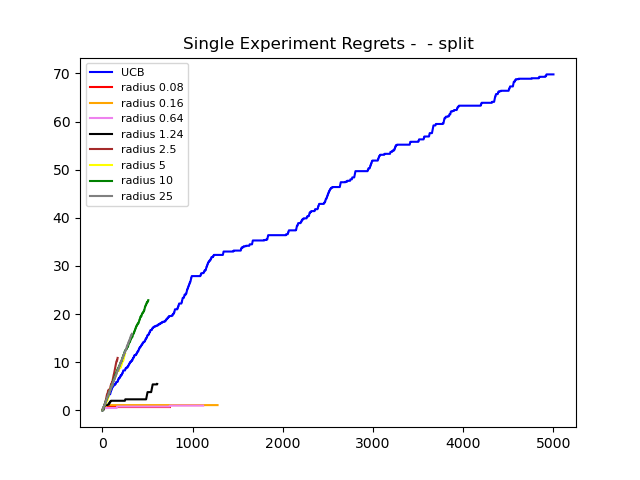 Single Experiment Regrets -  - split
UCB
radius 0.08
radius 0.16
radius 0.64
radius 1.24
radius 2.5
radius 5
radius 10
radius 25
70
60
50
40
30
20
10
0
0 1000 2000 3000 4000 5000